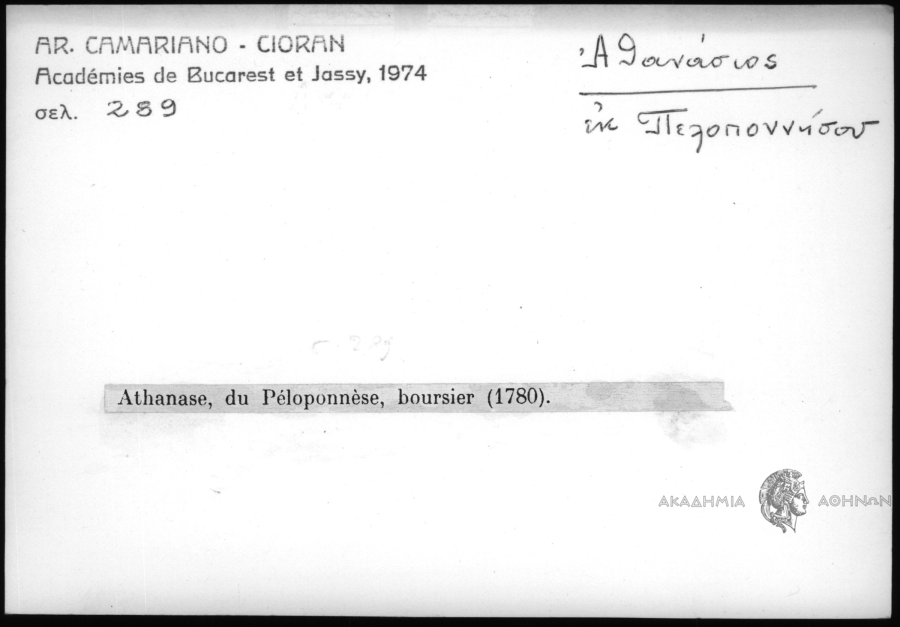 AR. CAMARIANO - CIORAN
Académies de Bucarest et Jassy, 1974
σελ. 289
Ἀθανάσιος
ἐκ Πελοποννήσου
σ. 289
Athanase, du Péloponnèse, boursier (1780).
ΑΚΑΔΗΜΙΑ ΑΘΗΝΩΝ